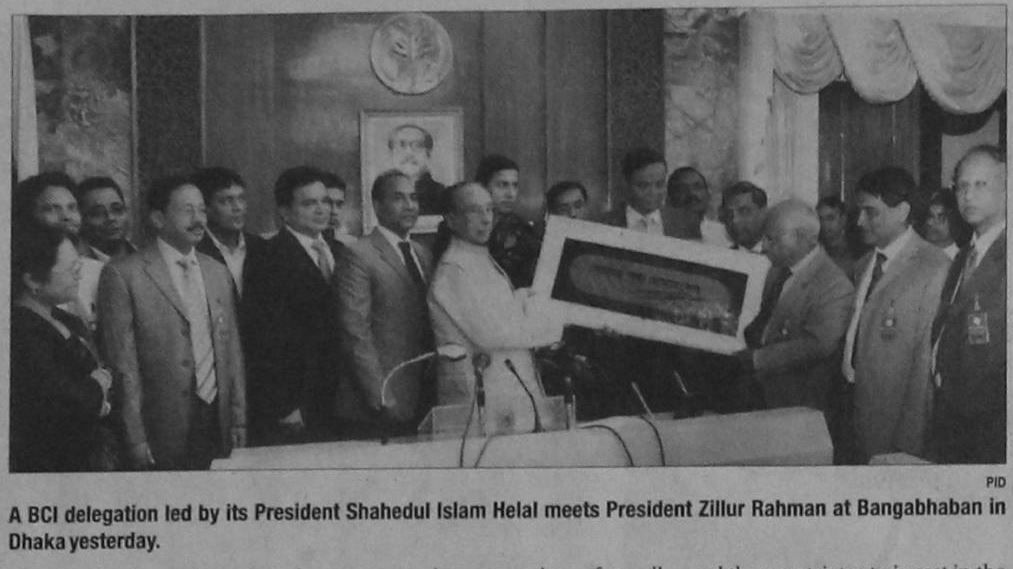 PID
A BCI delegation led by its President Shahedul Islam Helal meets President Zillur Rahman at Bangabhaban in
Dhaka yesterday.